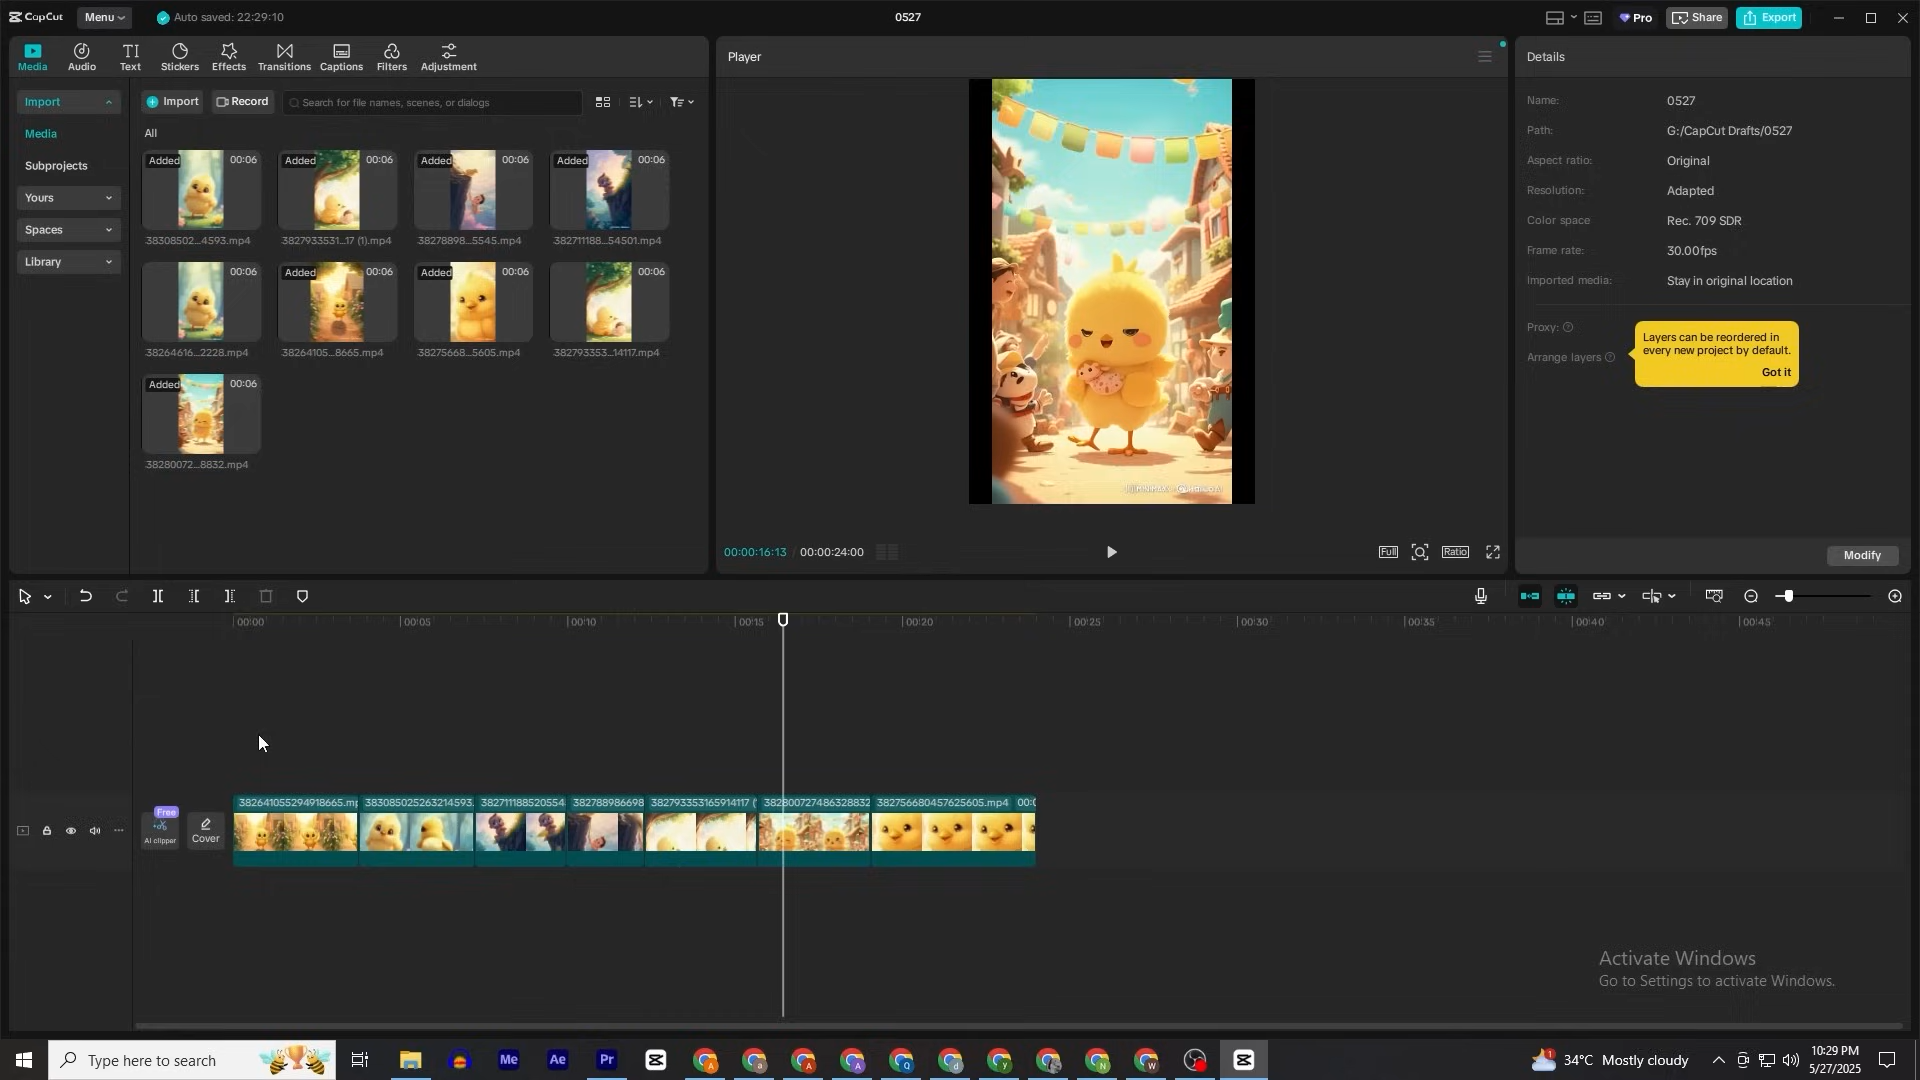 CapCut
Menu
Auto saved: 22:29:10
0527
Pro
Share
Export
Media
Audio
Text
Stickers
Effects
Transitions
Captions
Filters
Adjustment
Import
Media
Subprojects
Yours
Spaces
Library
Import
Record
Search for file names, scenes, or dialogs
All
Added 00:06
Added 00:06
Added 00:06
Added 00:06
38308502...4593.mp4
3827933531...17 (1).mp4
38278898...5545.mp4
382711188...54501.mp4
00:06
Added 00:06
Added 00:06
00:06
38264616...2228.mp4
38264105...8665.mp4
38275668...5605.mp4
382793353...14117.mp4
Added 00:06
38280072...8832.mp4
Player
00:00:16:13 / 00:00:24:00
Full
Ratio
Details
Name: 0527
Path: G:/CapCut Drafts/0527
Aspect ratio: Original
Resolution: Adapted
Color space Rec. 709 SDR
Frame rate: 30.00fps
Imported media: Stay in original location
Proxy:
Arrange layers
Layers can be reordered in
every new project by default.
Got it
Modify
00:00 00:05 00:10 00:15 00:20 00:25 00:30 00:35 00:40 00:45
Free
AI clipper
Cover
382641055294918665.mp
383085025263214593.
3827111885205545
382788986698
382793353165914117 (
382800727486328832
382756680457625605.mp4 00:0
Activate Windows
Go to Settings to activate Windows.
Type here to search
Me
Ae
Pr
34°C Mostly cloudy
10:29 PM
5/27/2025